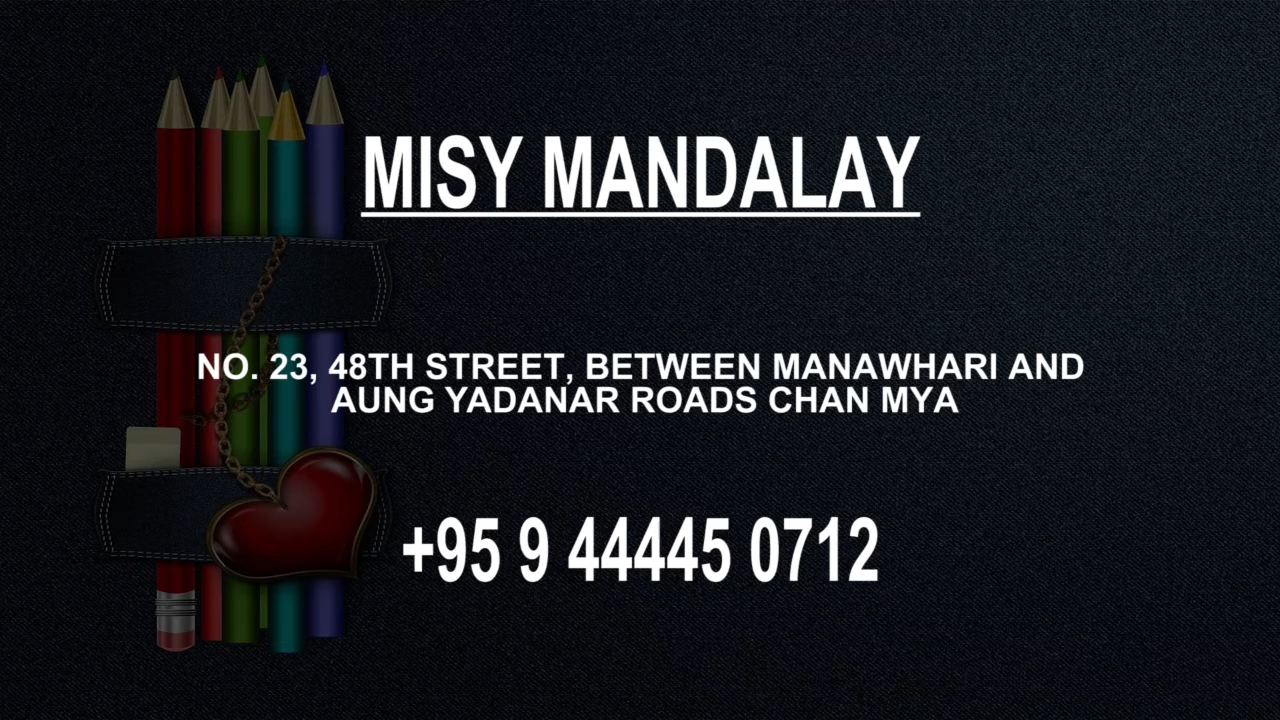 MISY MANDALAY
NO. 23, 48TH STREET, BETWEEN MANAWHARI AND
AUNG YADANAR ROADS CHAN MYA
+95 9 44445 0712